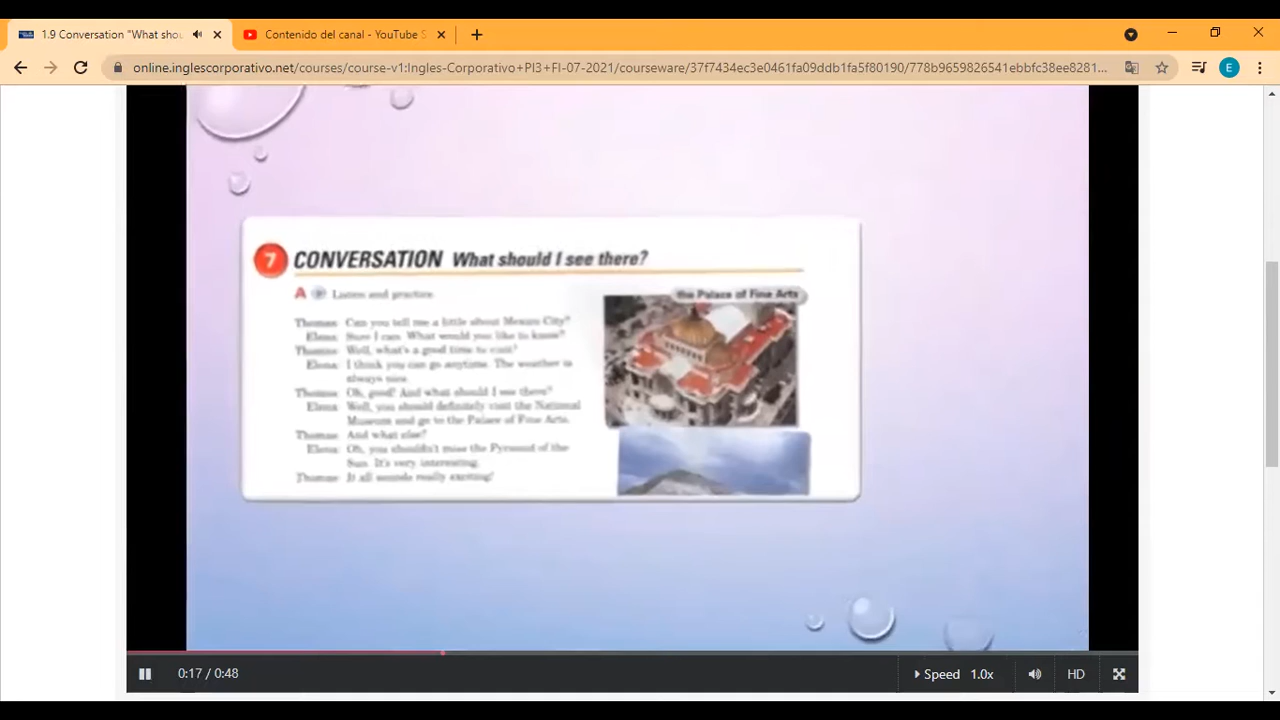 1.9 Conversation "What shou
Contenido del canal - YouTube S
online.inglescorporativo.net/courses/course-v1:Ingles-Corporativo+PI3+FI-07-2021/courseware/37f7434ec3e0461fa09ddb1fa5f80190/778b9659826541ebbfc38ee8281...
E
7 CONVERSATION What should I see there?
A Listen and practice.
the Palace of Fine Arts
Thomas: Can you tell me a little about Mexico City?
Elena: Sure I can. What would you like to know?
Thomas: Well, what's a good time to visit?
Elena: I think you can go anytime. The weather is
always nice.
Thomas: Oh, good! And what should I see there?
Elena: Well, you should definitely visit the National
Museum and go to the Palace of Fine Arts.
Thomas: And what else?
Elena: Oh, you shouldn't miss the Pyramid of the
Sun. It's very interesting.
Thomas: It all sounds really exciting!
0:17 / 0:48
Speed 1.0x
HD